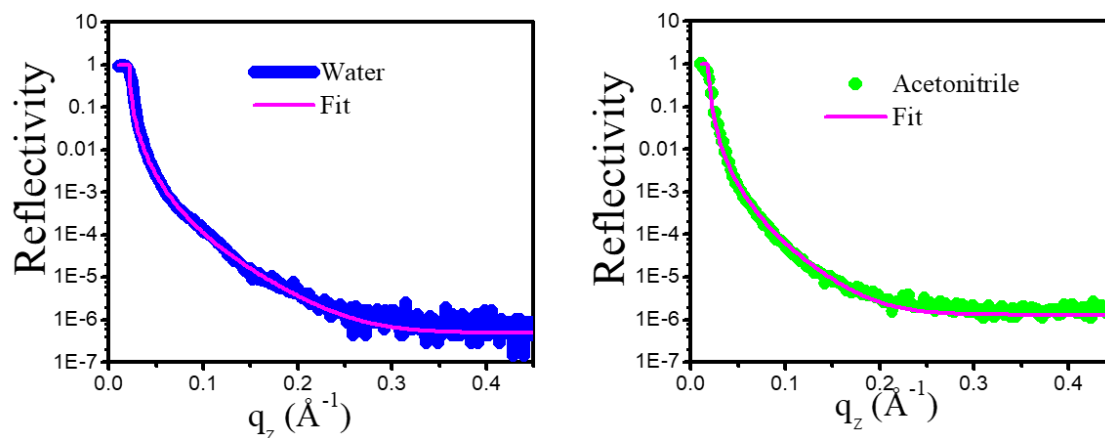 Reflectivity
10
1
0.1
0.01
1E-3
1E-4
1E-5
1E-6
1E-7
Water
Fit
0.0 0.1 0.2 0.3 0.4
q_z (Å^-1)
Reflectivity
10
1
0.1
0.01
1E-3
1E-4
1E-5
1E-6
1E-7
Acetonitrile
Fit
0.0 0.1 0.2 0.3 0.4
q_z (Å^-1)